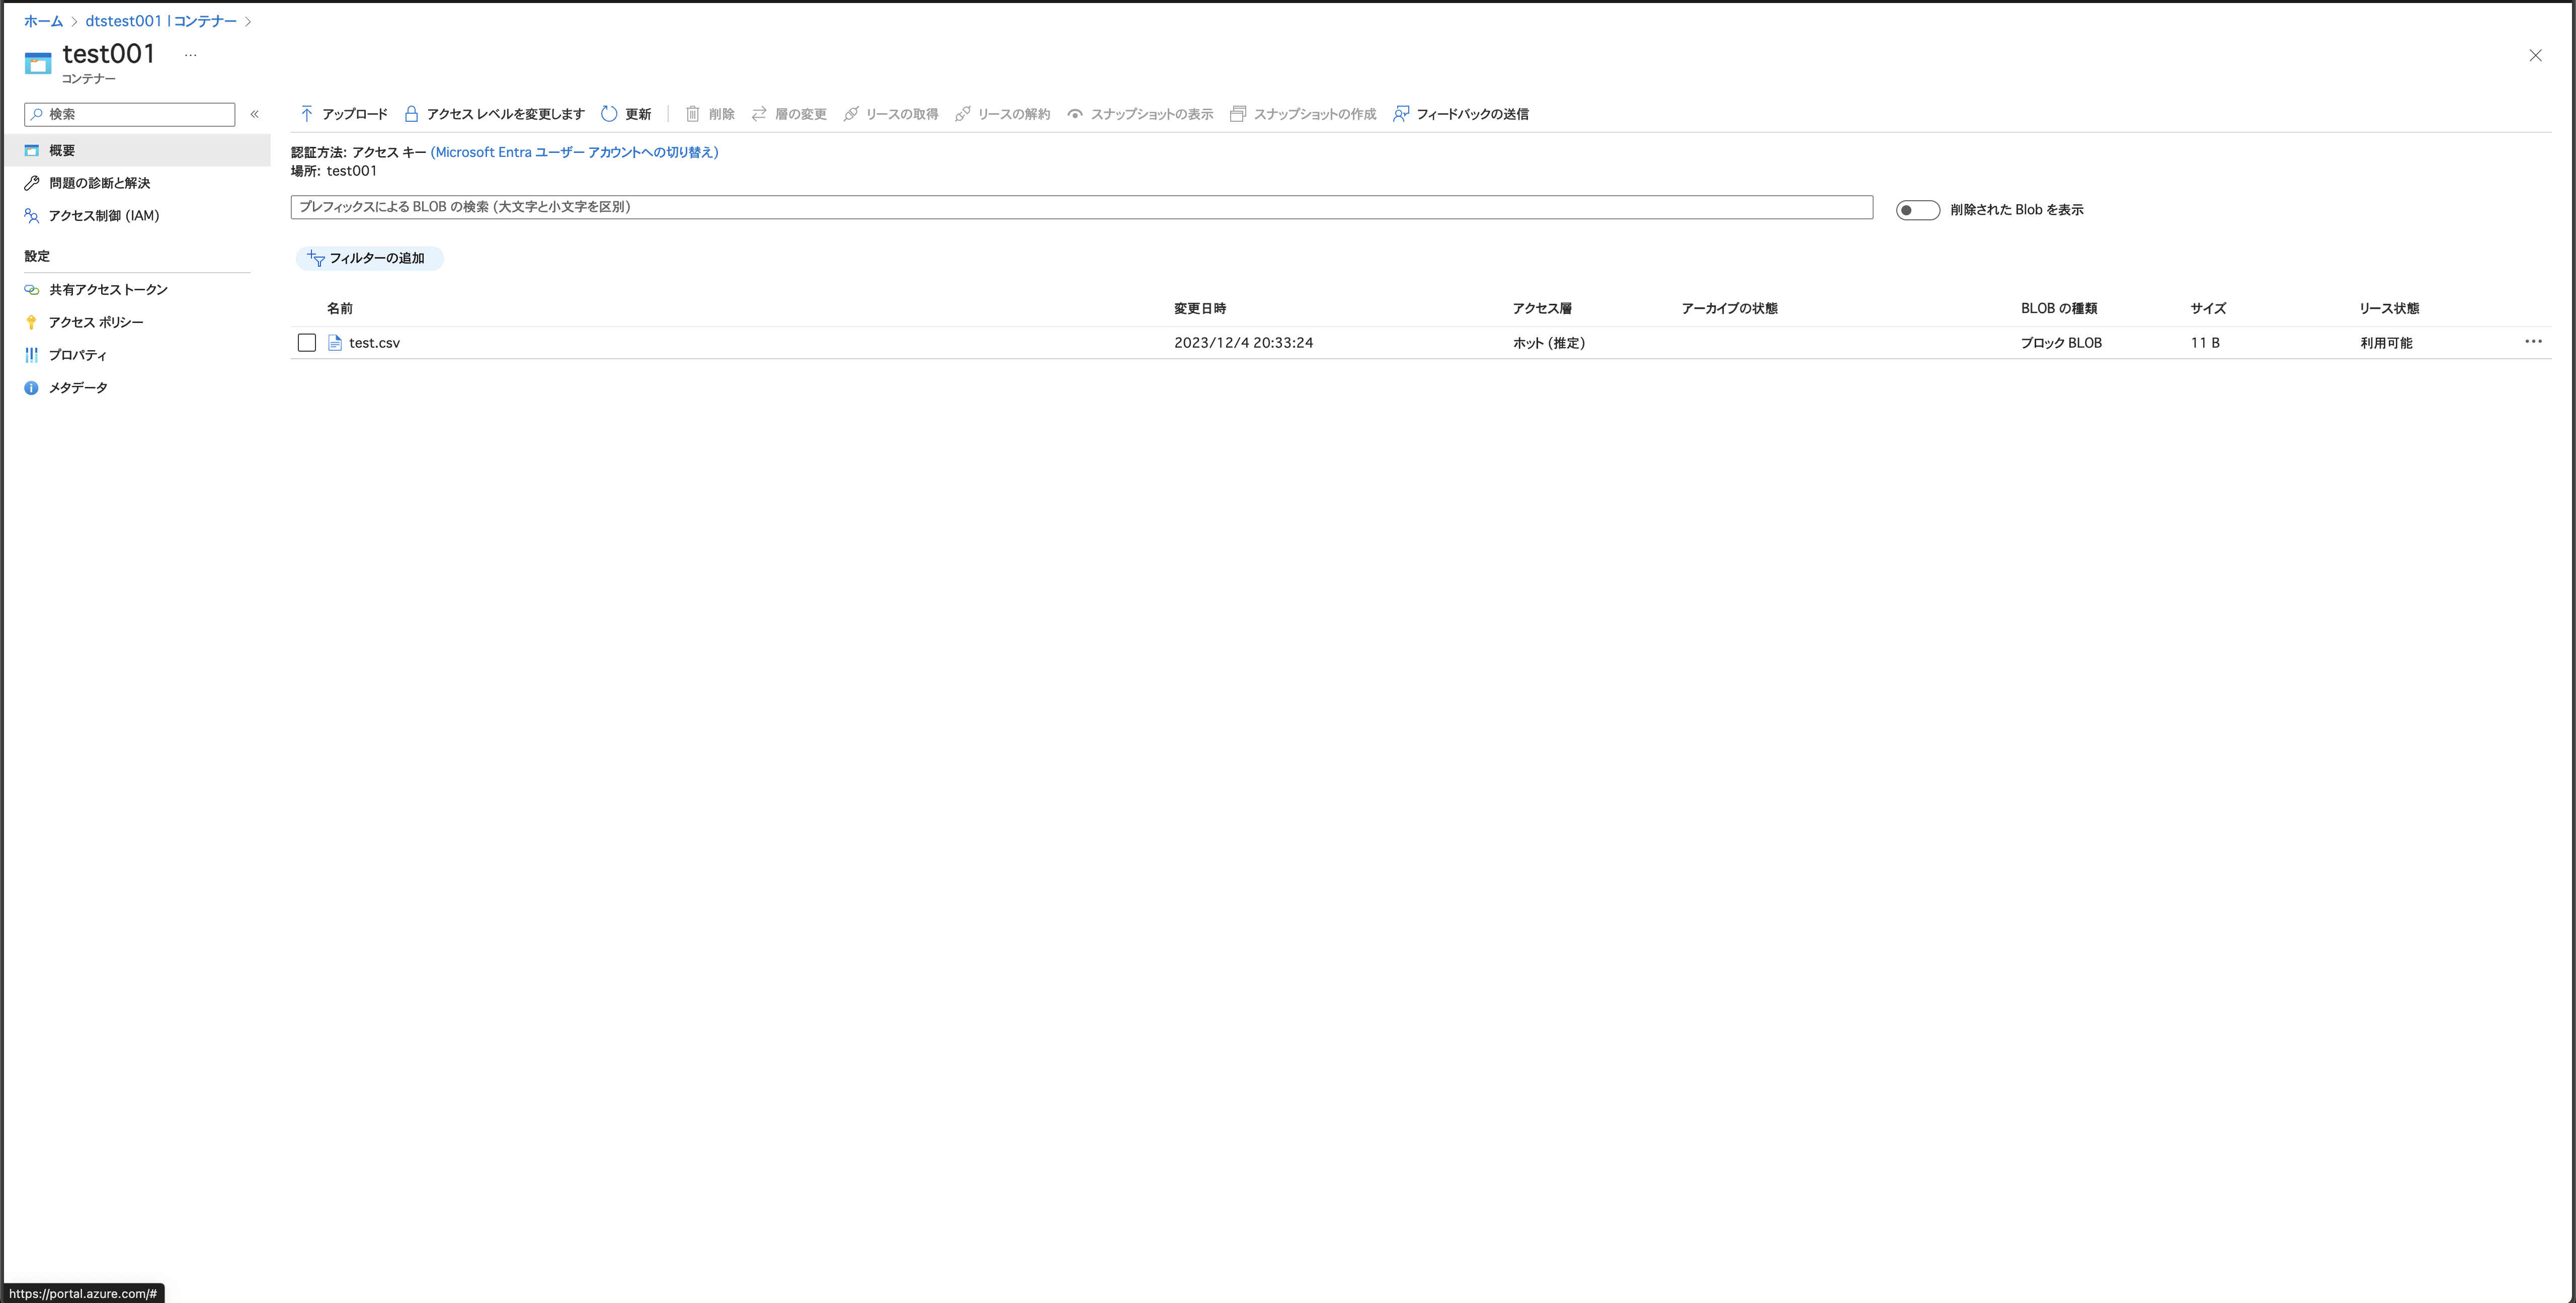 ホーム > dtstest001 | コンテナー >
test001 ...
コンテナー
検索 «
概要
問題の診断と解決
アクセス制御 (IAM)
設定
共有アクセス トークン
アクセス ポリシー
プロパティ
メタデータ
アップロード アクセス レベルを変更します 更新 削除 層の変更 リースの取得 リースの解約 スナップショットの表示 スナップショットの作成 フィードバックの送信
認証方法: アクセス キー (Microsoft Entra ユーザー アカウントへの切り替え)
場所: test001
プレフィックスによる BLOB の検索 (大文字と小文字を区別) 削除された Blob を表示
フィルターの追加
名前 変更日時 アクセス層 アーカイブの状態 BLOB の種類 サイズ リース状態
test.csv 2023/12/4 20:33:24 ホット (推定) ブロック BLOB 11 B 利用可能 ...
https://portal.azure.com/#